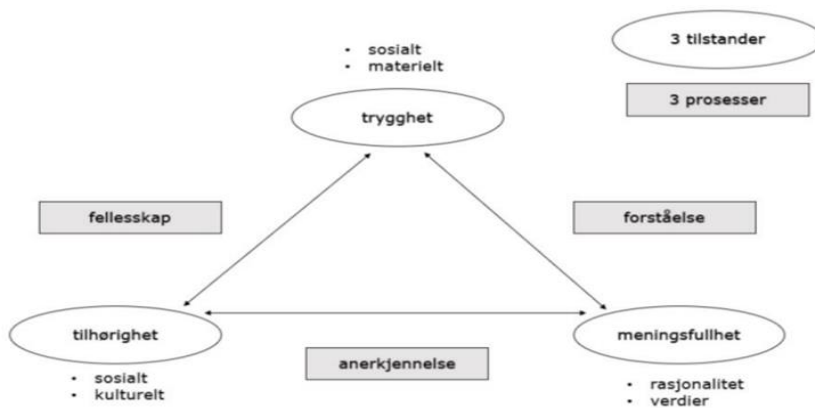 3 tilstander
3 prosesser
• sosialt
• materielt
trygghet
fellesskap
forståelse
tilhørighet
meningsfullhet
anerkjennelse
• sosialt
• kulturelt
• rasjonalitet
• verdier